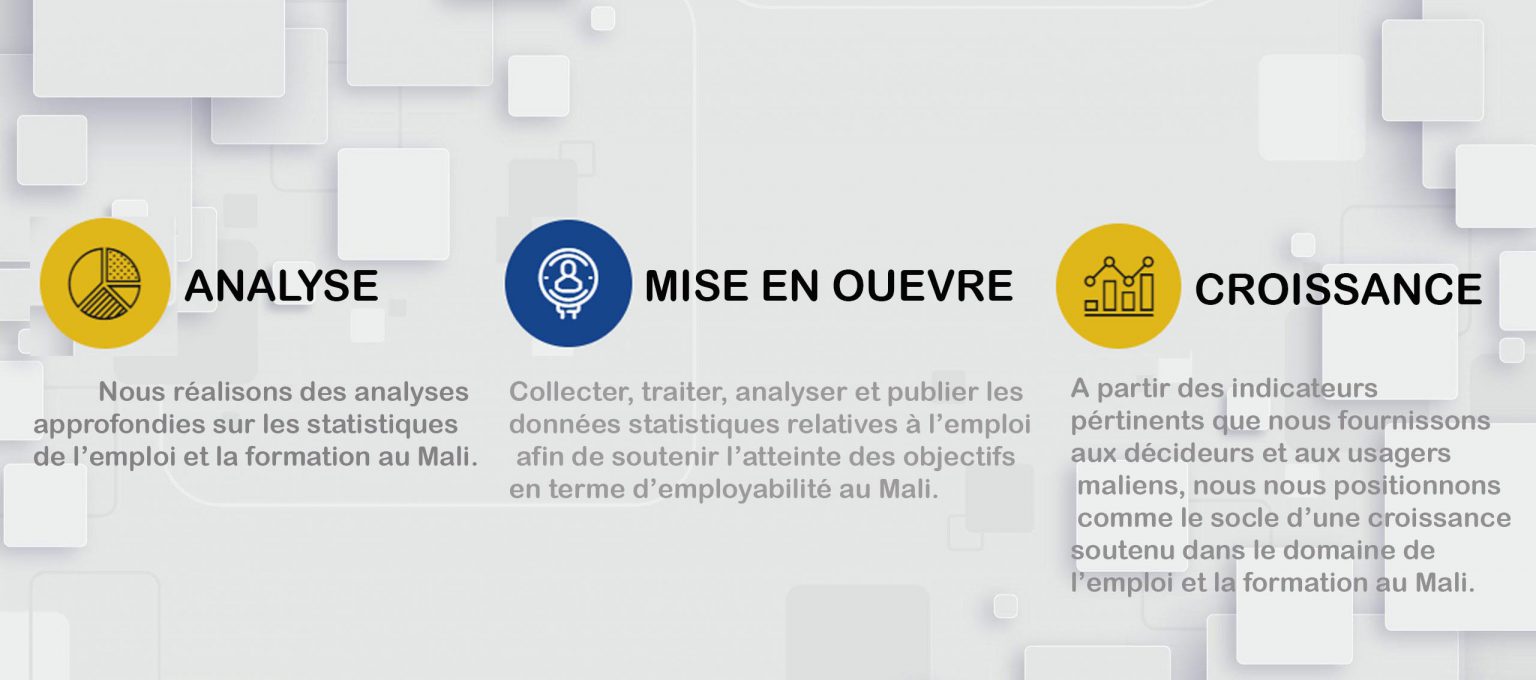 ANALYSE
Nous réalisons des analyses
approfondies sur les statistiques
de l'emploi et la formation au Mali.
MISE EN OUEVRE
Collecter, traiter, analyser et publier les
données statistiques relatives à l'emploi
afin de soutenir l'atteinte des objectifs
en terme d'employabilité au Mali.
CROISSANCE
A partir des indicateurs
pértinents que nous fournissons
aux décideurs et aux usagers
maliens, nous nous positionnons
comme le socle d'une croissance
soutenu dans le domaine de
l'emploi et la formation au Mali.